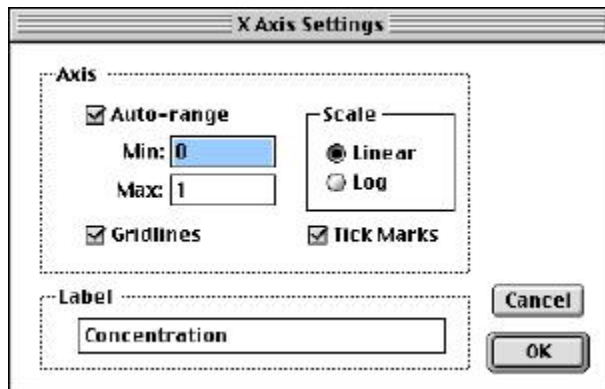 X Axis Settings
Axis
Auto-range
Scale
Min: 0
Linear
Max: 1
Log
Gridlines
Tick Marks
Label
Concentration
Cancel
OK